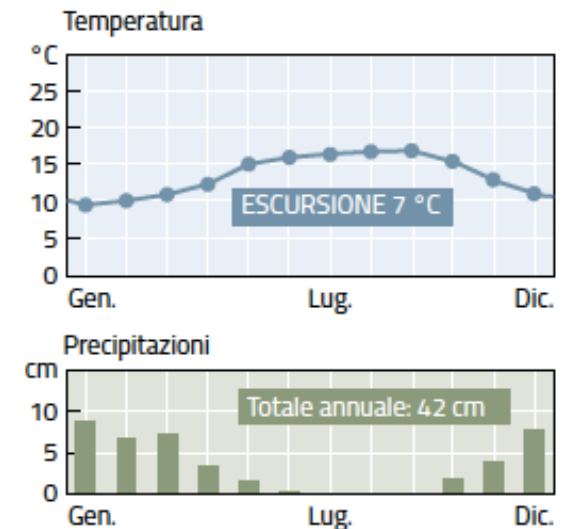 Temperatura
°C
25
20
15
10
5
0
ESCURSIONE 7 °C
Gen. Lug. Dic.
Precipitazioni
cm
10
5
0
Totale annuale: 42 cm
Gen. Lug. Dic.